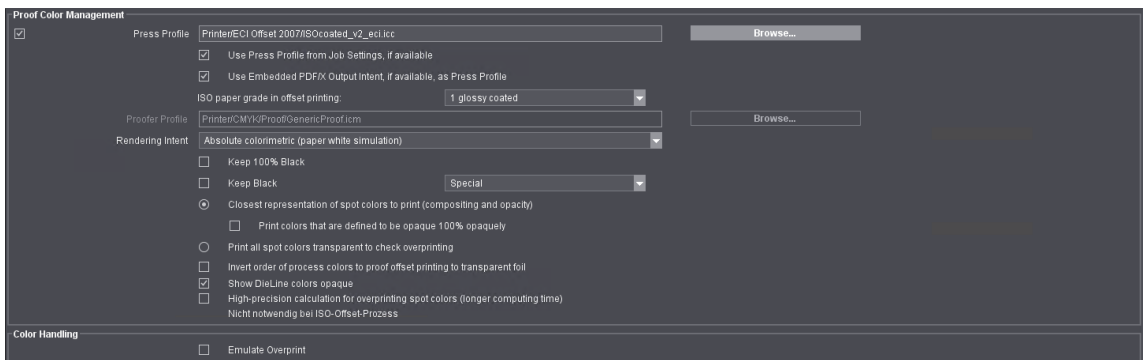 Proof Color Management
Press Profile Printer/ECI Offset 2007/ISOcoated_v2_eci.icc Browse...
Use Press Profile from Job Settings, if available
Use Embedded PDF/X Output Intent, if available, as Press Profile
ISO paper grade in offset printing: 1 glossy coated
Proofer Profile Printer/CMYK/Proof/GenericProof.icm Browse...
Rendering Intent Absolute colorimetric (paper white simulation)
Keep 100% Black
Keep Black Special
Closest representation of spot colors to print (compositing and opacity)
Print colors that are defined to be opaque 100% opaquely
Print all spot colors transparent to check overprinting
Invert order of process colors to proof offset printing to transparent foil
Show DieLine colors opaque
High-precision calculation for overprinting spot colors (longer computing time)
Nicht notwendig bei ISO-Offset-Prozess
Color Handling
Emulate Overprint